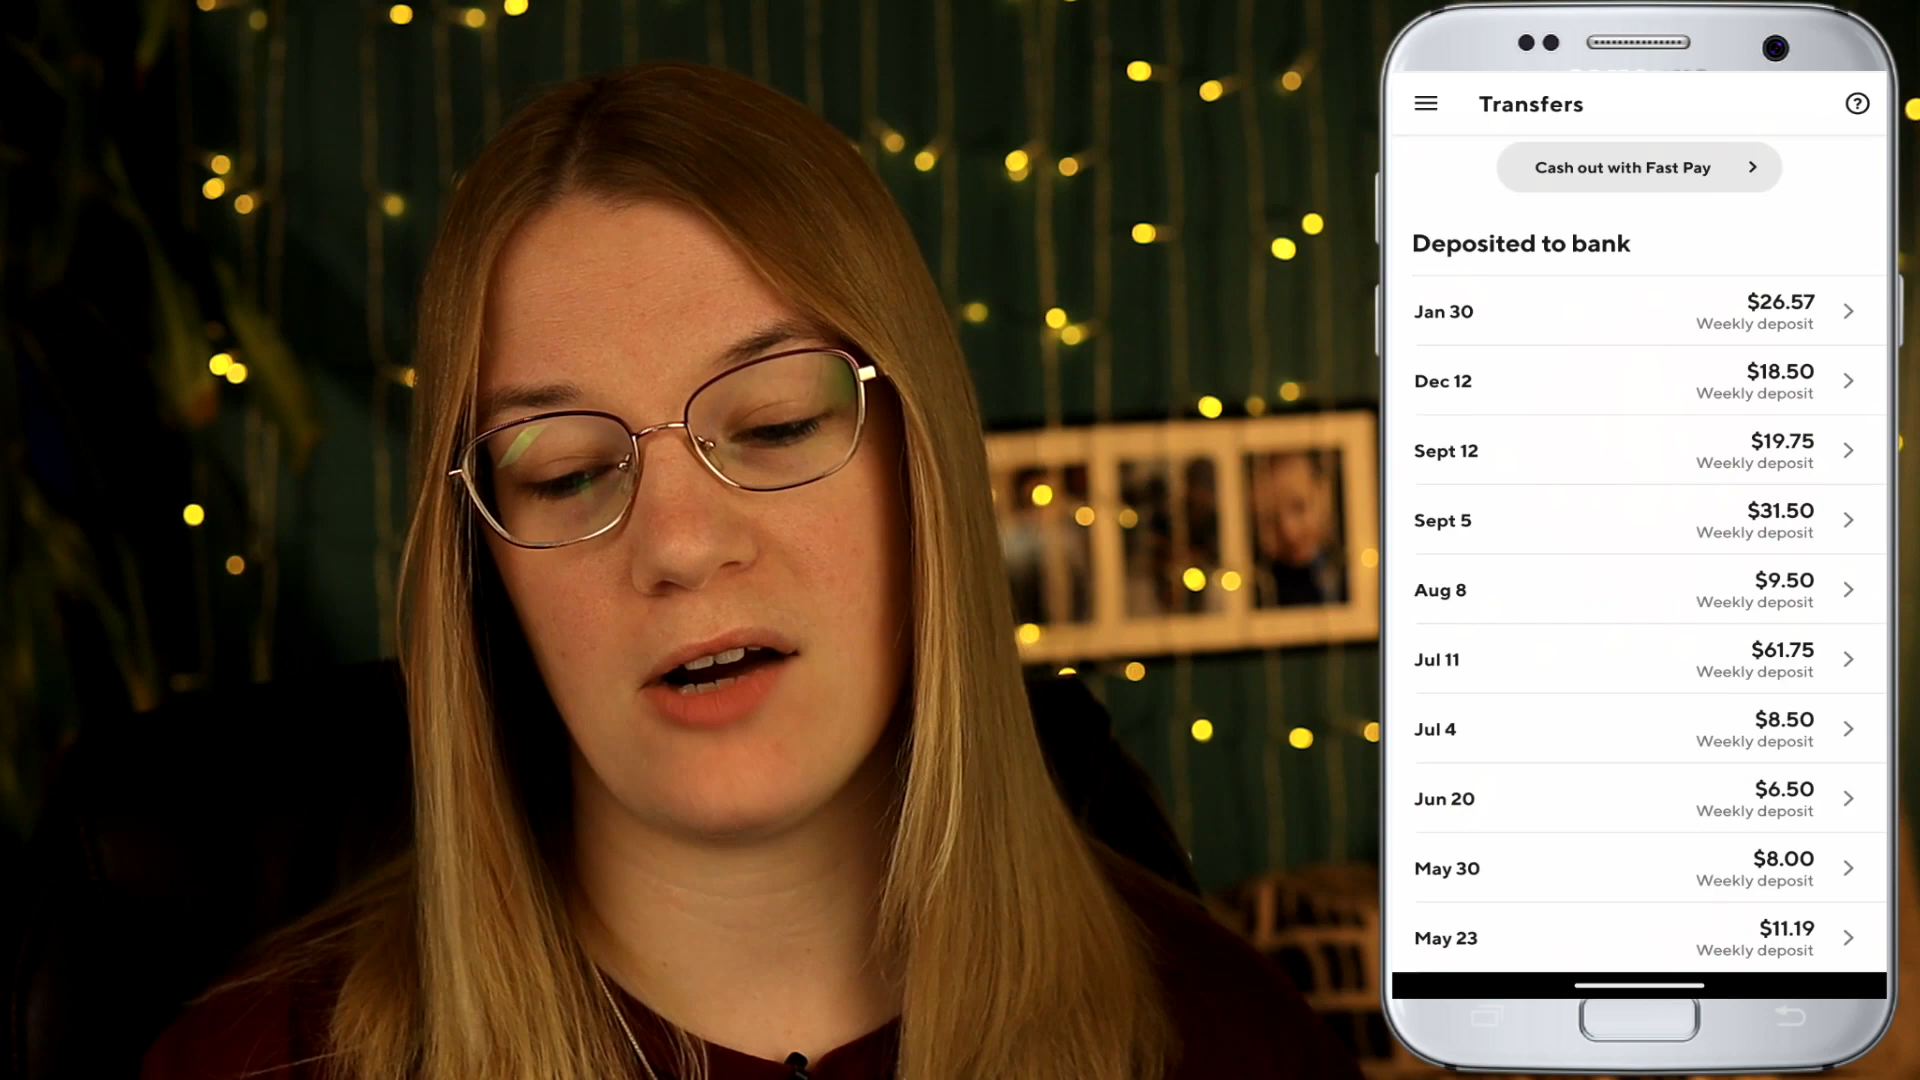 Transfers
Cash out with Fast Pay
Deposited to bank
Jan 30 $26.57
Weekly deposit
Dec 12 $18.50
Weekly deposit
Sept 12 $19.75
Weekly deposit
Sept 5 $31.50
Weekly deposit
Aug 8 $9.50
Weekly deposit
Jul 11 $61.75
Weekly deposit
Jul 4 $8.50
Weekly deposit
Jun 20 $6.50
Weekly deposit
May 30 $8.00
Weekly deposit
May 23 $11.19
Weekly deposit